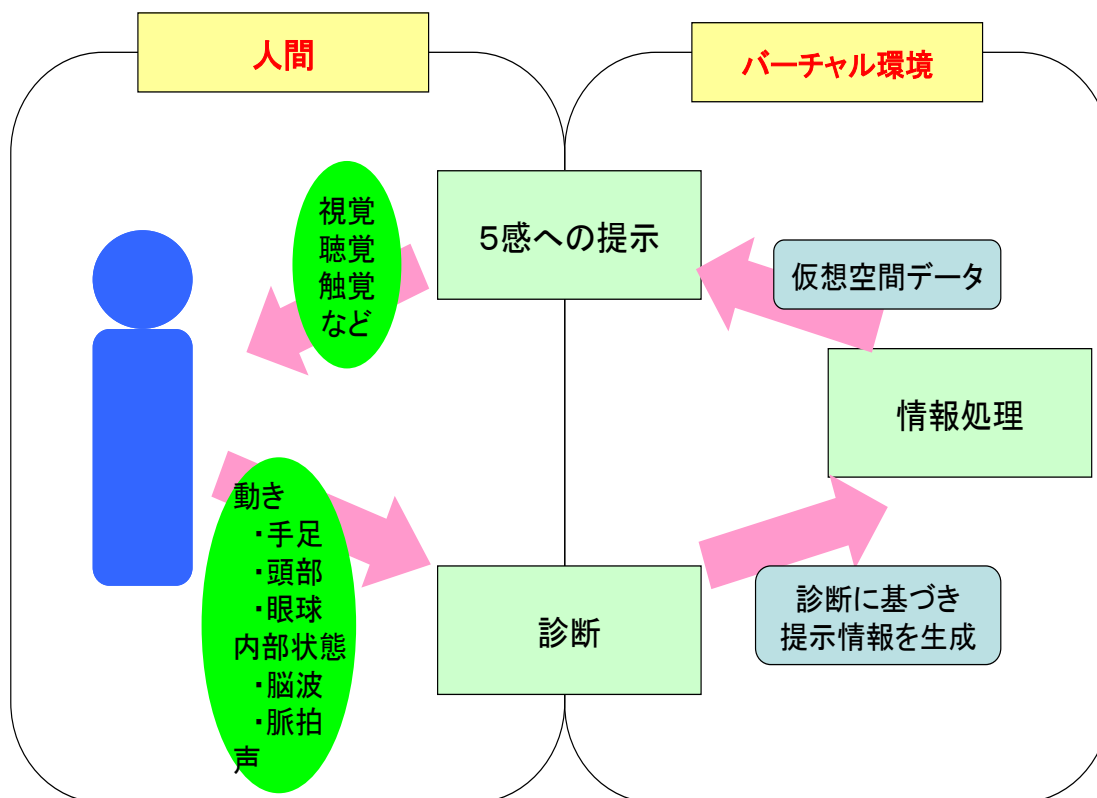 人間
バーチャル環境
視覚
聴覚
触覚
など
5感への提示
仮想空間データ
情報処理
動き
・手足
・頭部
・眼球
内部状態
・脳波
・脈拍
声
診断
診断に基づき
提示情報を生成